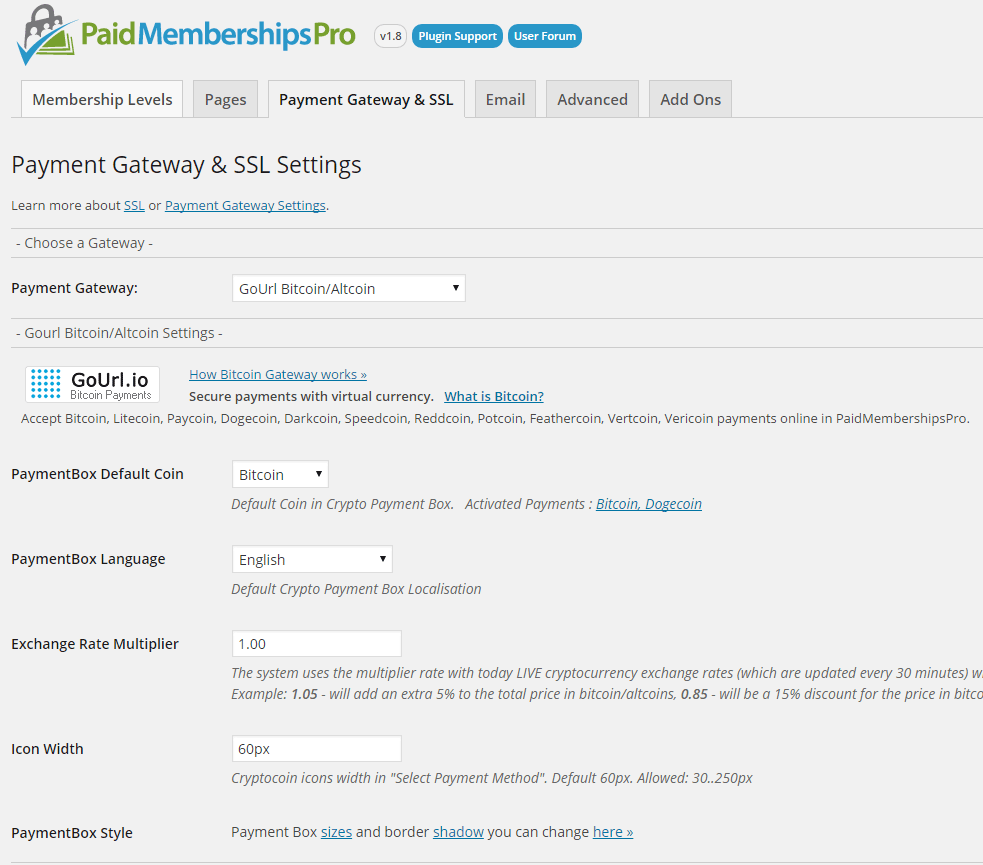 PaidMembershipsPro v1.8 Plugin Support User Forum
Membership Levels Pages Payment Gateway & SSL Email Advanced Add Ons
Payment Gateway & SSL Settings
Learn more about SSL or Payment Gateway Settings.
- Choose a Gateway -
Payment Gateway: GoUrl Bitcoin/Altcoin
- Gourl Bitcoin/Altcoin Settings -
GoUrl.io
Bitcoin Payments
How Bitcoin Gateway works »
Secure payments with virtual currency. What is Bitcoin?
Accept Bitcoin, Litecoin, Paycoin, Dogecoin, Darkcoin, Speedcoin, Reddcoin, Potcoin, Feathercoin, Vertcoin, Vericoin payments online in PaidMembershipsPro.
PaymentBox Default Coin Bitcoin
Default Coin in Crypto Payment Box. Activated Payments : Bitcoin, Dogecoin
PaymentBox Language English
Default Crypto Payment Box Localisation
Exchange Rate Multiplier 1.00
The system uses the multiplier rate with today LIVE cryptocurrency exchange rates (which are updated every 30 minutes) w
Example: 1.05 - will add an extra 5% to the total price in bitcoin/altcoins, 0.85 - will be a 15% discount for the price in bitco
Icon Width 60px
Cryptocoin icons width in "Select Payment Method". Default 60px. Allowed: 30..250px
PaymentBox Style Payment Box sizes and border shadow you can change here »